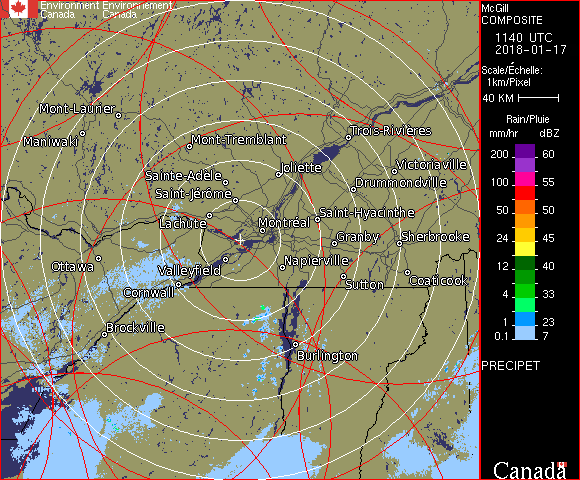 Environment Environnement
Canada Canada
McGill
COMPOSITE
1140 UTC
2018-01-17
Scale/Échelle:
1km/Pixel
40 KM
Rain/Pluie
mm/hr dBZ
200 60
155
100 55
50 50
24 45
12 40
4 33
1 23
0.1 7
PRECIPET
Canada
Mont-Laurier
Maniwaki
Mont-Tremblant
Trois-Rivières
Joliette
Victoriaville
Sainte-Adèle
Drummondville
Saint-Jérôme
Lachute
Saint-Hyacinthe
Montréal
Granby
Sherbrooke
Ottawa
Valleyfield
Napierville
Cornwall
Sutton
Coaticook
Brockville
Burlington